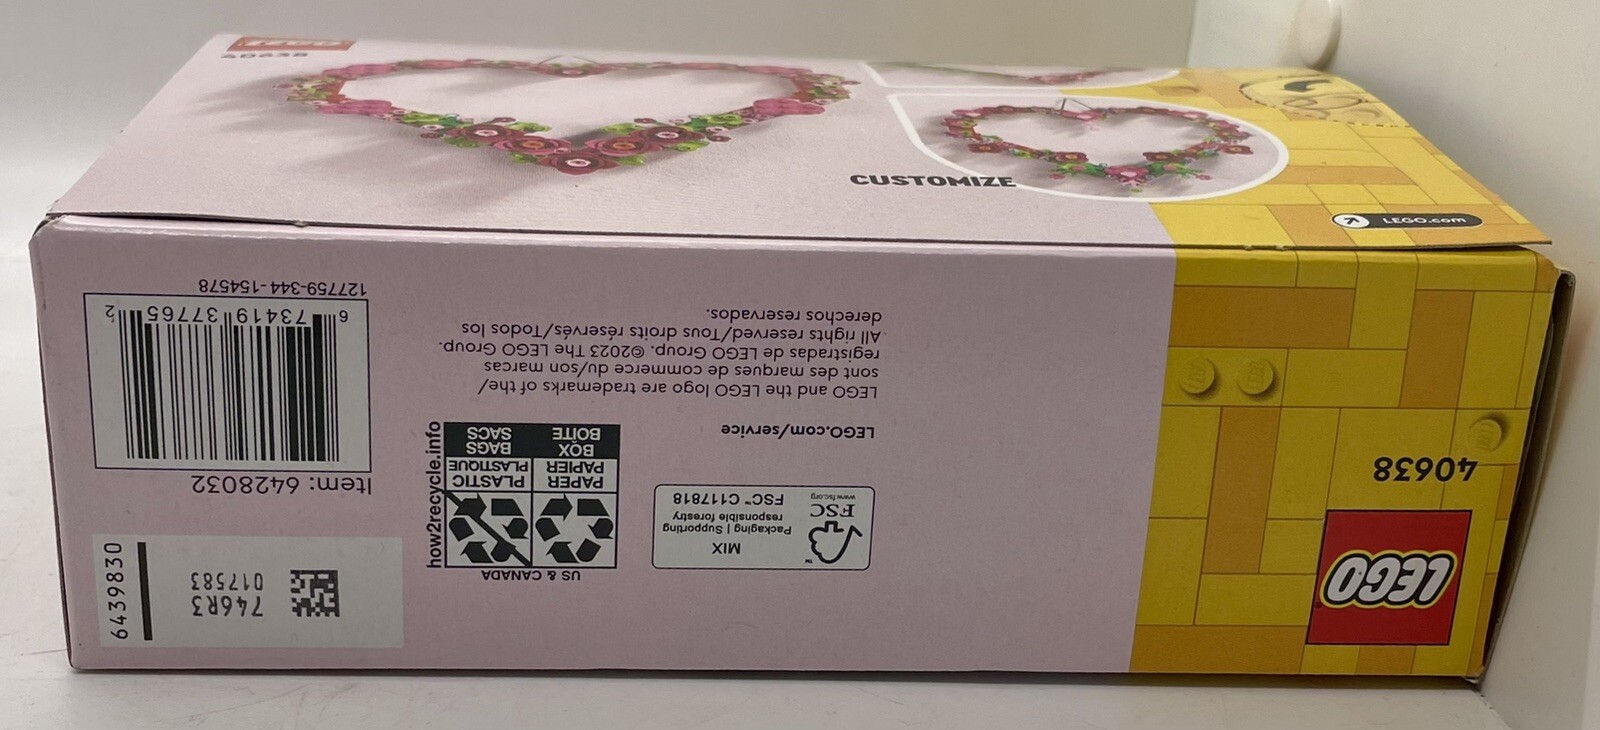 LEGO
40638
CUSTOMIZE
LEGO.com
LEGO
40638
LEGO and the LEGO logo are trademarks of the/
sont des marques de commerce du/son marcas
registradas de LEGO Group. ©2023 The LEGO Group.
All rights reserved/Tous droits réservés/Todos los
derechos reservados.
LEGO.com/service
™
FSC
www.fsc.org
MIX
Packaging | Supporting
responsible forestry
FSC™ C117818
US & CANADA
PAPER
PAPIER
BOX
BOÎTE
PLASTIC
PLASTIQUE
BAGS
SACS
how2recycle.info
127759-344-154578
6 73419 37765 2
Item: 6428032
746R3
017583
6439830